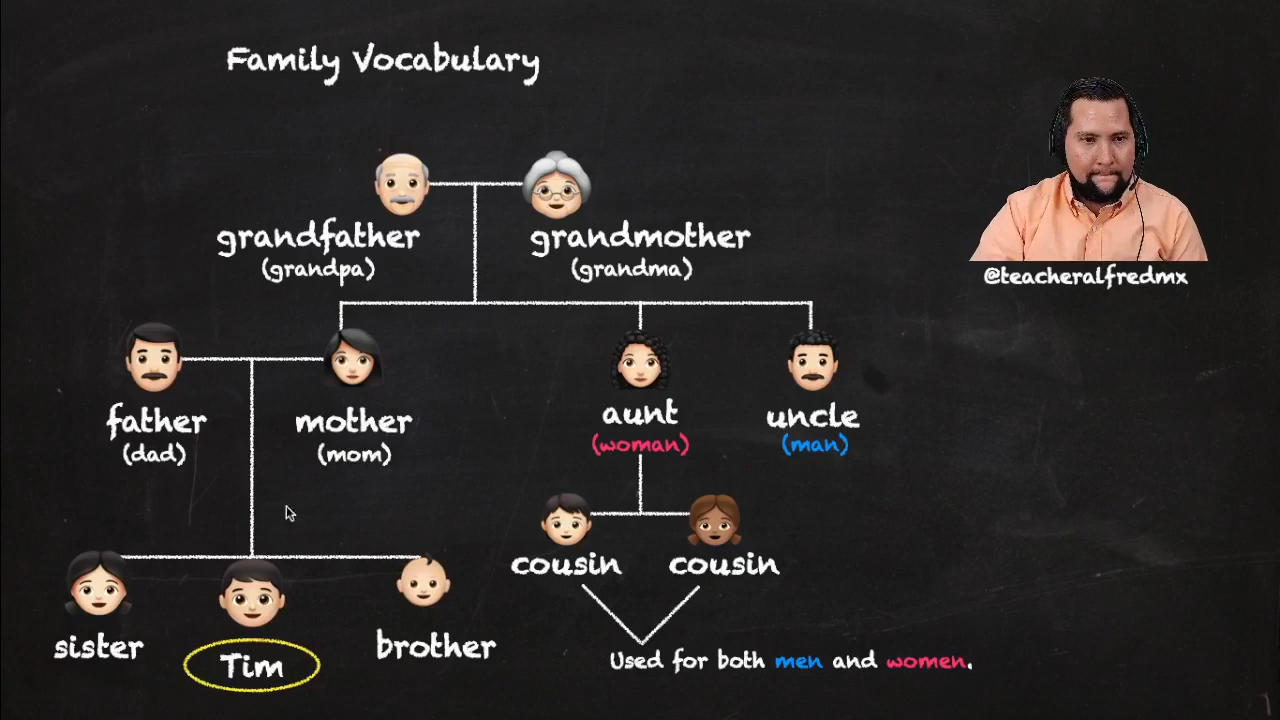 Family Vocabulary
grandfather
(grandpa)
grandmother
(grandma)
@teacheralfredmx
father
(dad)
mother
(mom)
aunt
(woman)
uncle
(man)
cousin
cousin
sister
Tim
brother
Used for both men and women.